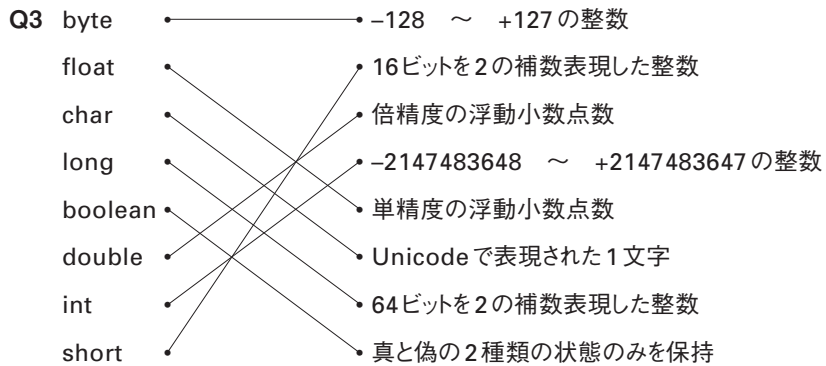 Q3 byte –128 ～ +127の整数
float 16ビットを2の補数表現した整数
char 倍精度の浮動小数点数
long –2147483648 ～ +2147483647の整数
boolean 単精度の浮動小数点数
double Unicodeで表現された1文字
int 64ビットを2の補数表現した整数
short 真と偽の2種類の状態のみを保持